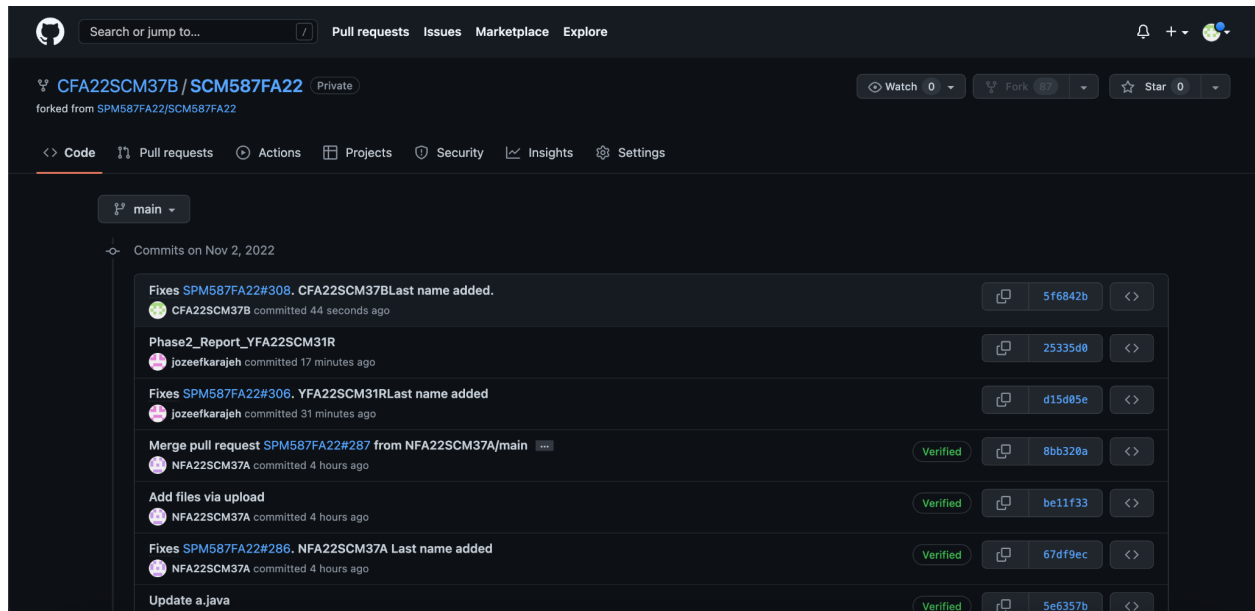 Search or jump to... / Pull requests Issues Marketplace Explore
CFA22SCM37B / SCM587FA22 Private
Watch 0 Fork 87 Star 0
forked from SPM587FA22/SCM587FA22
<> Code Pull requests Actions Projects Security Insights Settings
main
Commits on Nov 2, 2022
Fixes SPM587FA22#308. CFA22SCM37BLast name added.
CFA22SCM37B committed 44 seconds ago
5f6842b <>
Phase2_Report_YFA22SCM31R
jozeefkarajeh committed 17 minutes ago
25335d0 <>
Fixes SPM587FA22#306. YFA22SCM31RLast name added
jozeefkarajeh committed 31 minutes ago
d15d05e <>
Merge pull request SPM587FA22#287 from NFA22SCM37A/main ...
NFA22SCM37A committed 4 hours ago
Verified 8bb320a <>
Add files via upload
NFA22SCM37A committed 4 hours ago
Verified be11f33 <>
Fixes SPM587FA22#286. NFA22SCM37A Last name added
NFA22SCM37A committed 4 hours ago
Verified 67df9ec <>
Update a.java
Verified 5e6357b <>